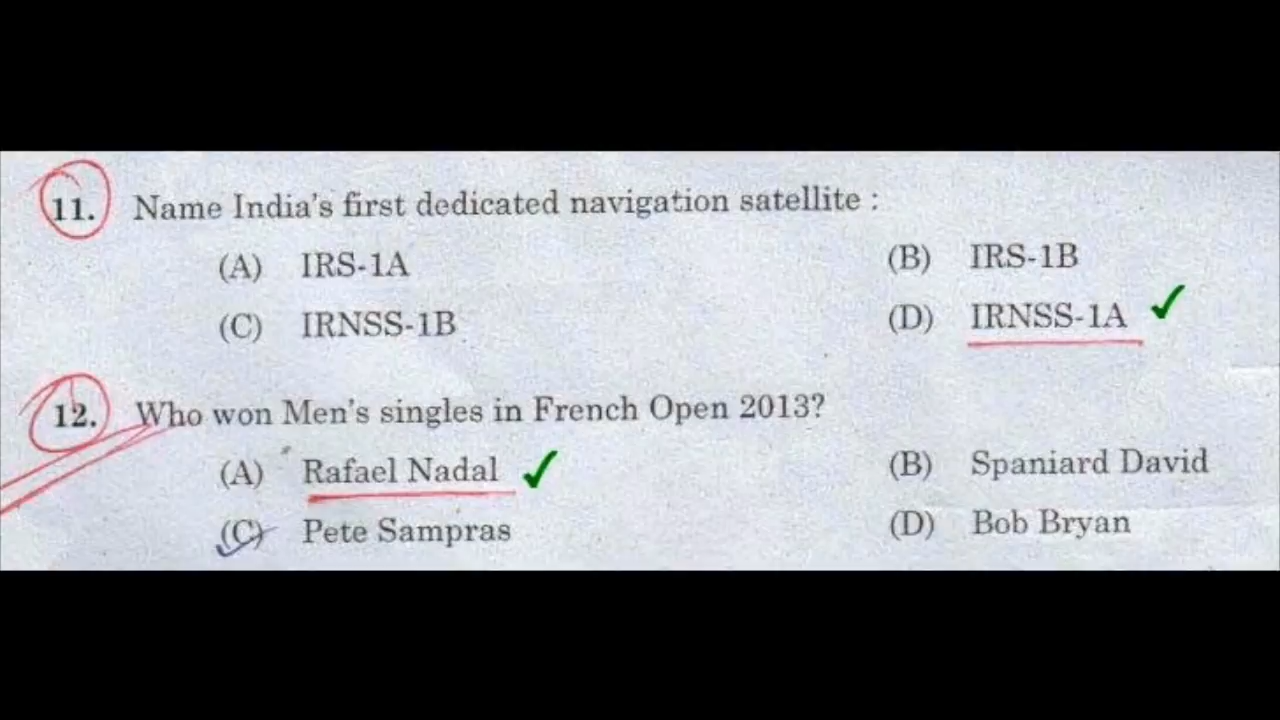 11. Name India's first dedicated navigation satellite :
(A) IRS-1A (B) IRS-1B
(C) IRNSS-1B (D) IRNSS-1A
12. Who won Men's singles in French Open 2013?
(A) Rafael Nadal (B) Spaniard David
(C) Pete Sampras (D) Bob Bryan